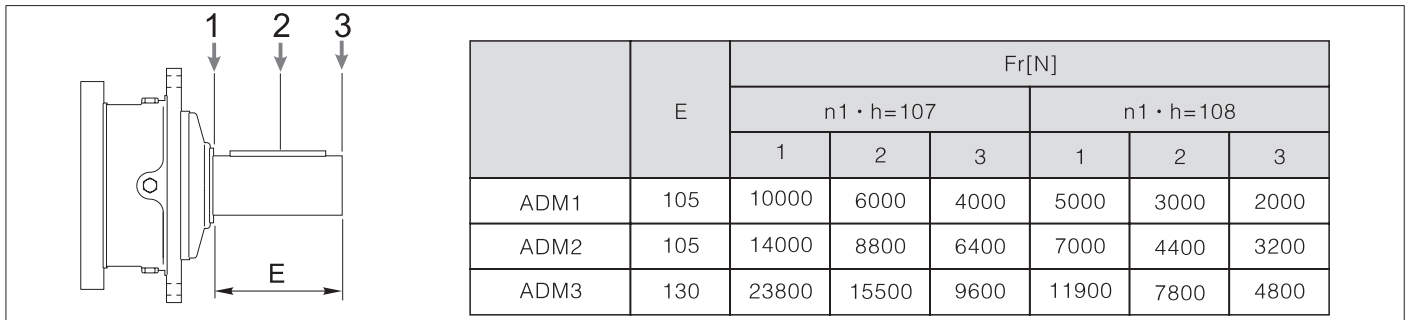 1 2 3
E
Fr[N]
E
n1・h=107 n1・h=108
1 2 3 1 2 3
ADM1 105 10000 6000 4000 5000 3000 2000
ADM2 105 14000 8800 6400 7000 4400 3200
ADM3 130 23800 15500 9600 11900 7800 4800